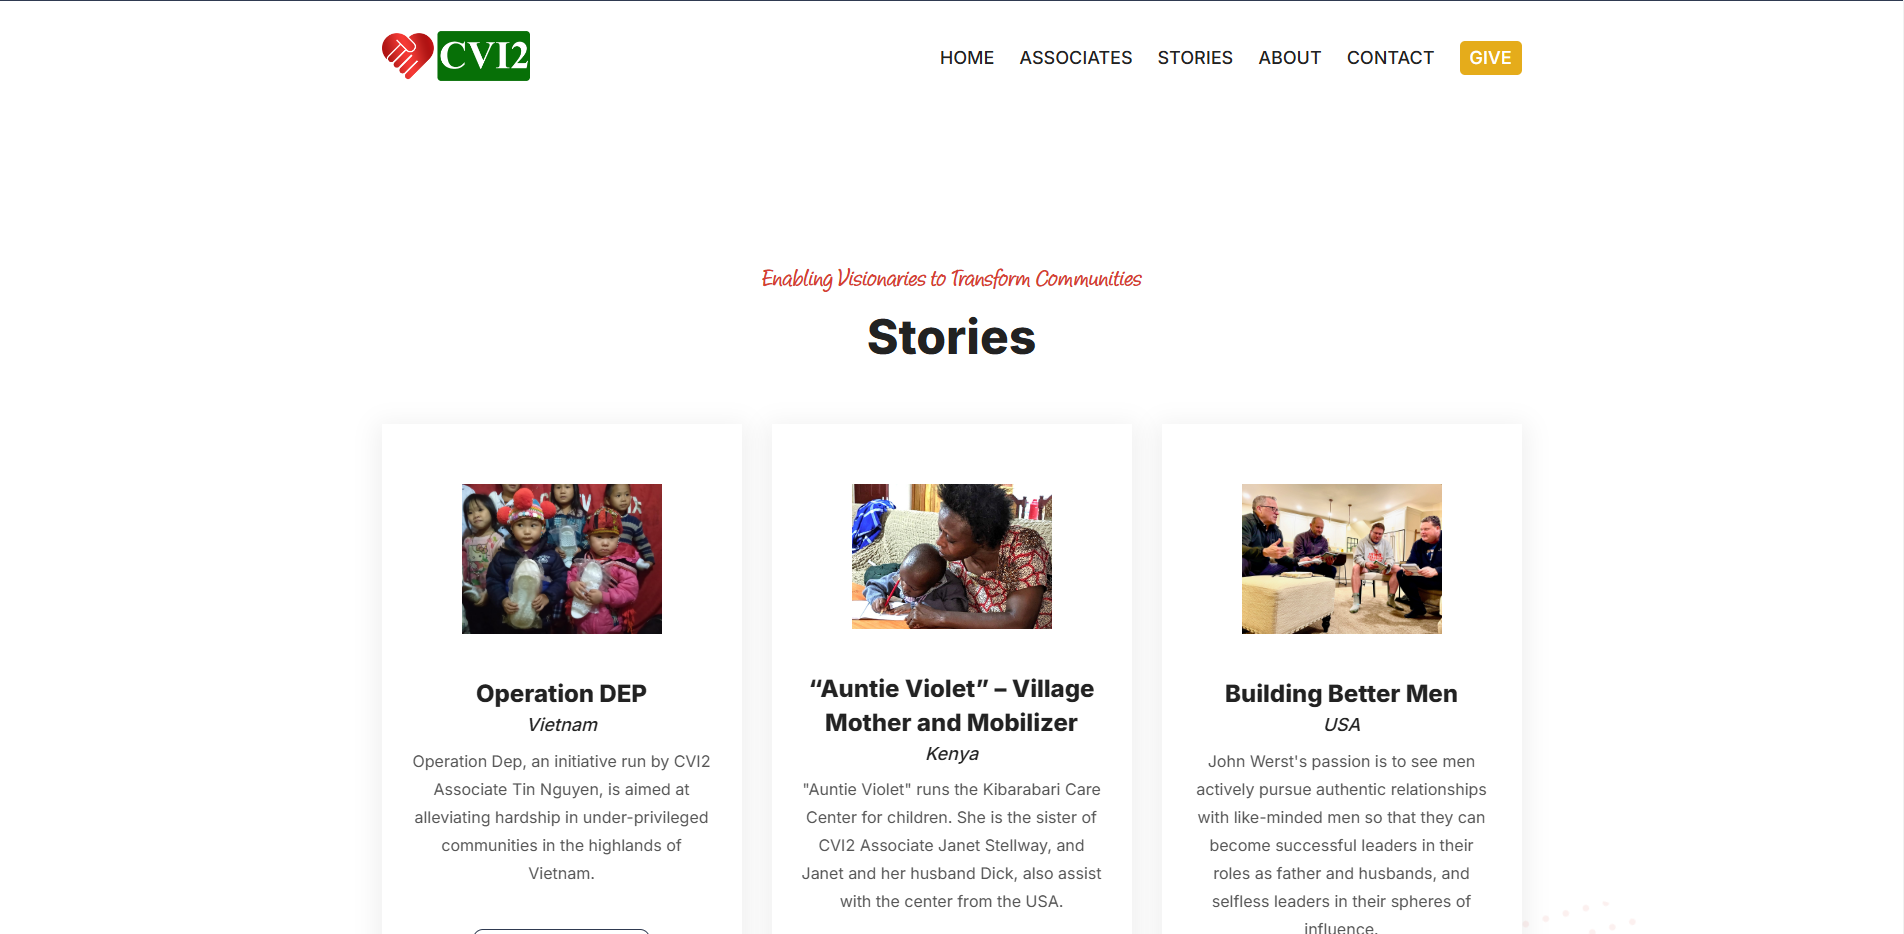 CVI2
HOME ASSOCIATES STORIES ABOUT CONTACT GIVE
Enabling Visionaries to Transform Communities
Stories
Operation DEP
Vietnam
Operation Dep, an initiative run by CVI2
Associate Tin Nguyen, is aimed at
alleviating hardship in under-privileged
communities in the highlands of
Vietnam.
“Auntie Violet” – Village
Mother and Mobilizer
Kenya
"Auntie Violet" runs the Kibarabari Care
Center for children. She is the sister of
CVI2 Associate Janet Stellway, and
Janet and her husband Dick, also assist
with the center from the USA.
Building Better Men
USA
John Werst's passion is to see men
actively pursue authentic relationships
with like-minded men so that they can
become successful leaders in their
roles as father and husbands, and
selfless leaders in their spheres of
influence.